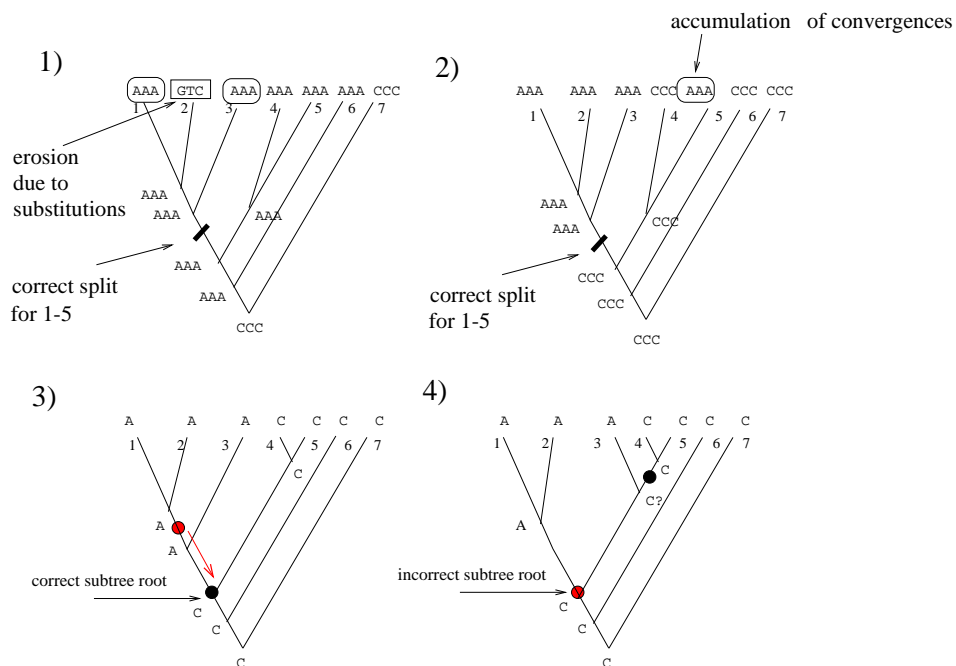 accumulation of convergences
1)
2)
AAA GTC AAA AAA AAA AAA CCC
1 2 3 4 5 6 7
AAA AAA AAA CCC AAA CCC CCC
1 2 3 4 5 6 7
erosion
due to
substitutions
AAA
AAA
AAA
AAA
AAA
correct split
for 1-5
CCC
AAA
AAA
CCC
CCC
CCC
correct split
for 1-5
CCC
3)
4)
A A A C C C C
1 2 3 4 5 6 7
A A A C C C C
1 2 3 4 5 6 7
C
A
A
correct subtree root
C
C
C
C
C?
A
incorrect subtree root
C
C
C